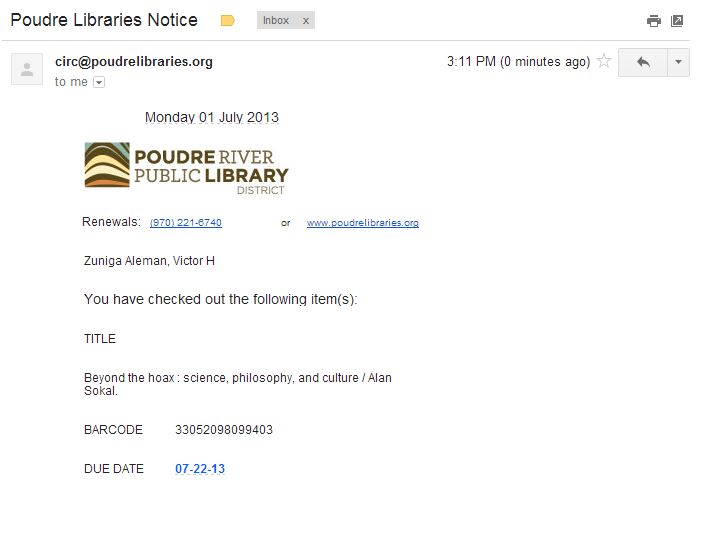 Poudre Libraries Notice
Inbox x
circ@poudrelibraries.org
3:11 PM (0 minutes ago)
to me
Monday 01 July 2013
POUDRE RIVER
PUBLIC LIBRARY
DISTRICT
Renewals: (970) 221-6740 or www.poudrelibraries.org
Zuniga Aleman, Victor H
You have checked out the following item(s):
TITLE
Beyond the hoax : science, philosophy, and culture / Alan
Sokal.
BARCODE 33052098099403
DUE DATE 07-22-13